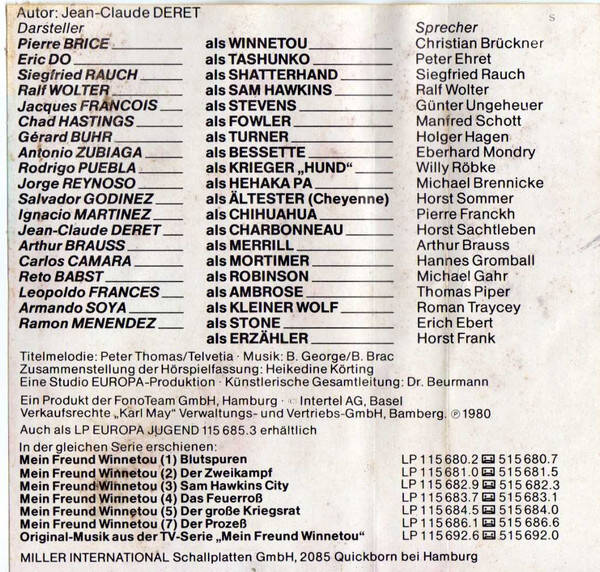 Autor: Jean-Claude DERET
Darsteller Sprecher
Pierre BRICE als WINNETOU Christian Brückner
Eric DO als TASHUNKO Peter Ehret
Siegfried RAUCH als SHATTERHAND Siegfried Rauch
Ralf WOLTER als SAM HAWKINS Ralf Wolter
Jacques FRANCOIS als STEVENS Günter Ungeheuer
Chad HASTINGS als FOWLER Manfred Schott
Gérard BUHR als TURNER Holger Hagen
Antonio ZUBIAGA als BESSETTE Eberhard Mondry
Rodrigo PUEBLA als KRIEGER „HUND“ Willy Röbke
Jorge REYNOSO als HEHAKA PA Michael Brennicke
Salvador GODINEZ als ÄLTESTER (Cheyenne) Horst Sommer
Ignacio MARTINEZ als CHIHUAHUA Pierre Franckh
Jean-Claude DERET als CHARBONNEAU Horst Sachtleben
Arthur BRAUSS als MERRILL Arthur Brauss
Carlos CAMARA als MORTIMER Hannes Gromball
Reto BABST als ROBINSON Michael Gahr
Leopoldo FRANCES als AMBROSE Thomas Piper
Armando SOYA als KLEINER WOLF Roman Traycey
Ramon MENENDEZ als STONE Erich Ebert
als ERZÄHLER Horst Frank
Titelmelodie: Peter Thomas/Telvetia · Musik: B. George/B. Brac
Zusammenstellung der Hörspielfassung: Heikedine Körting
Eine Studio EUROPA-Produktion · Künstlerische Gesamtleitung: Dr. Beurmann
Ein Produkt der FonoTeam GmbH, Hamburg · © Intertel AG, Basel
Verkaufsrechte „Karl May“ Verwaltungs- und Vertriebs-GmbH, Bamberg. ℗ 1980
Auch als LP EUROPA JUGEND 115 685.3 erhältlich
In der gleichen Serie erschienen:
Mein Freund Winnetou (1) Blutspuren LP 115 680.2 515 680.7
Mein Freund Winnetou (2) Der Zweikampf LP 115 681.0 515 681.5
Mein Freund Winnetou (3) Sam Hawkins City LP 115 682.9 515 682.3
Mein Freund Winnetou (4) Das Feuerroß LP 115 683.7 515 683.1
Mein Freund Winnetou (5) Der große Kriegsrat LP 115 684.5 515 684.0
Mein Freund Winnetou (7) Der Prozeß LP 115 686.1 515 686.6
Original-Musik aus der TV-Serie „Mein Freund Winnetou“ LP 115 692.6 515 692.0
MILLER INTERNATIONAL Schallplatten GmbH, 2085 Quickborn bei Hamburg